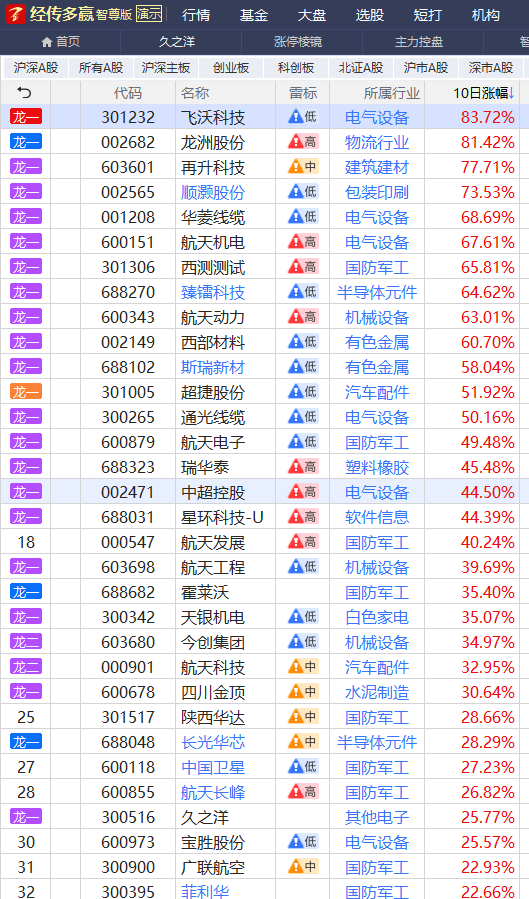 经传多赢 智尊版 演示 行情 基金 大盘 选股 短打 机构
首页 久之洋 涨停棱镜 主力控盘 智
沪深A股 所有A股 沪深主板 创业板 科创板 北证A股 沪市A股 深市A股
代码 名称 雷标 所属行业 10日涨幅↓
龙一 301232 飞沃科技 低 电气设备 83.72%
龙一 002682 龙洲股份 高 物流行业 81.42%
龙一 603601 再升科技 中 建筑建材 77.71%
龙一 002565 顺灏股份 低 包装印刷 73.53%
龙一 001208 华菱线缆 低 电气设备 68.69%
龙一 600151 航天机电 高 电气设备 67.61%
龙一 301306 西测测试 高 国防军工 65.81%
龙一 688270 臻镭科技 低 半导体元件 64.62%
龙一 600343 航天动力 高 机械设备 63.01%
龙一 002149 西部材料 低 有色金属 60.70%
龙一 688102 斯瑞新材 低 有色金属 58.04%
龙一 301005 超捷股份 低 汽车配件 51.92%
龙一 300265 通光线缆 低 电气设备 50.16%
龙一 600879 航天电子 低 国防军工 49.48%
龙一 688323 瑞华泰 高 塑料橡胶 45.48%
龙一 002471 中超控股 高 电气设备 44.50%
龙一 688031 星环科技-U 高 软件信息 44.39%
18 000547 航天发展 高 国防军工 40.24%
龙一 603698 航天工程 低 机械设备 39.69%
龙一 688682 霍莱沃 国防军工 35.40%
龙一 300342 天银机电 低 白色家电 35.07%
龙二 603680 今创集团 低 机械设备 34.97%
龙二 000901 航天科技 中 汽车配件 32.95%
龙一 600678 四川金顶 中 水泥制造 30.64%
25 301517 陕西华达 中 国防军工 28.66%
龙一 688048 长光华芯 中 半导体元件 28.29%
27 600118 中国卫星 低 国防军工 27.23%
28 600855 航天长峰 高 国防军工 26.82%
龙一 300516 久之洋 其他电子 25.77%
30 600973 宝胜股份 低 电气设备 25.57%
31 300900 广联航空 中 国防军工 22.93%
32 300395 菲利华 国防军工 22.66%